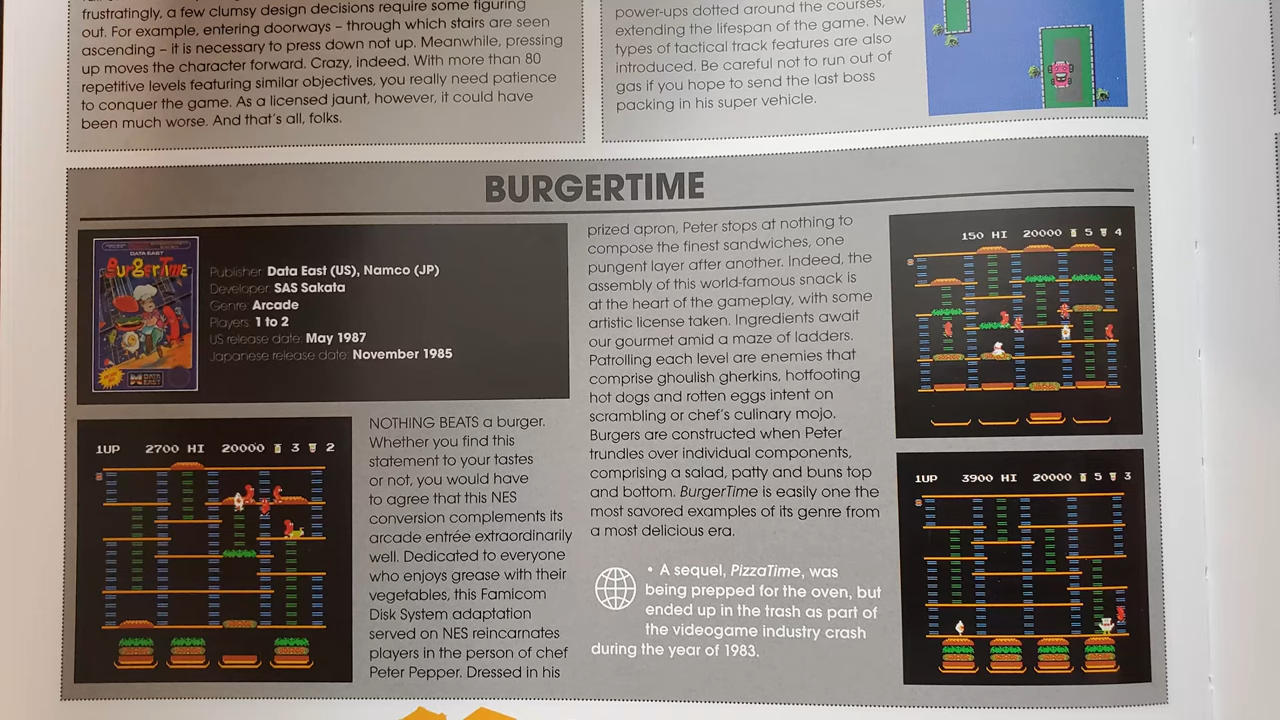 frustratingly, a few clumsy design decisions require some figuring
out. For example, entering doorways – through which stairs are seen
ascending – it is necessary to press down not up. Meanwhile, pressing
up moves the character forward. Crazy, indeed. With more than 80
repetitive levels featuring similar objectives, you really need patience
to conquer the game. As a licensed jaunt, however, it could have
been much worse. And that's all, folks.
power-ups dotted around the courses,
extending the lifespan of the game. New
types of tactical track features are also
introduced. Be careful not to run out of
gas if you hope to send the last boss
packing in his super vehicle.
BURGERTIME
DATA EAST
BurgerTime
DATA
EAST
Publisher: Data East (US), Namco (JP)
Developer: SAS Sakata
Genre: Arcade
Players: 1 to 2
US release date: May 1987
Japanese release date: November 1985
1UP 2700 HI 20000 3 2
NOTHING BEATS a burger.
Whether you find this
statement to your tastes
or not, you would have
to agree that this NES
conversion complements its
arcade entrée extraordinarily
well. Dedicated to everyone
who enjoys grease with their
vegetables, this Famicom
Disk System adaptation
served on NES reincarnates
passion in the person of chef
Peter Pepper. Dressed in his
prized apron, Peter stops at nothing to
compose the finest sandwiches, one
pungent layer after another. Indeed, the
assembly of his world-famous snack is
at the heart of the gameplay, with some
artistic license taken. Ingredients await
our gourmet amid a maze of ladders.
Patrolling each level are enemies that
comprise ghoulish gherkins, hotfooting
hot dogs and rotten eggs intent on
scrambling or chef's culinary mojo.
Burgers are constructed when Peter
trundles over individual components,
comprising a salad, patty and buns top
and bottom. BurgerTime is easily one the
most savored examples of its genre from
a most delicious era.
• A sequel, PizzaTime, was
being prepped for the oven, but
ended up in the trash as part of
the videogame industry crash
during the year of 1983.
150 HI 20000 5 4
1UP 3900 HI 20000 5 3